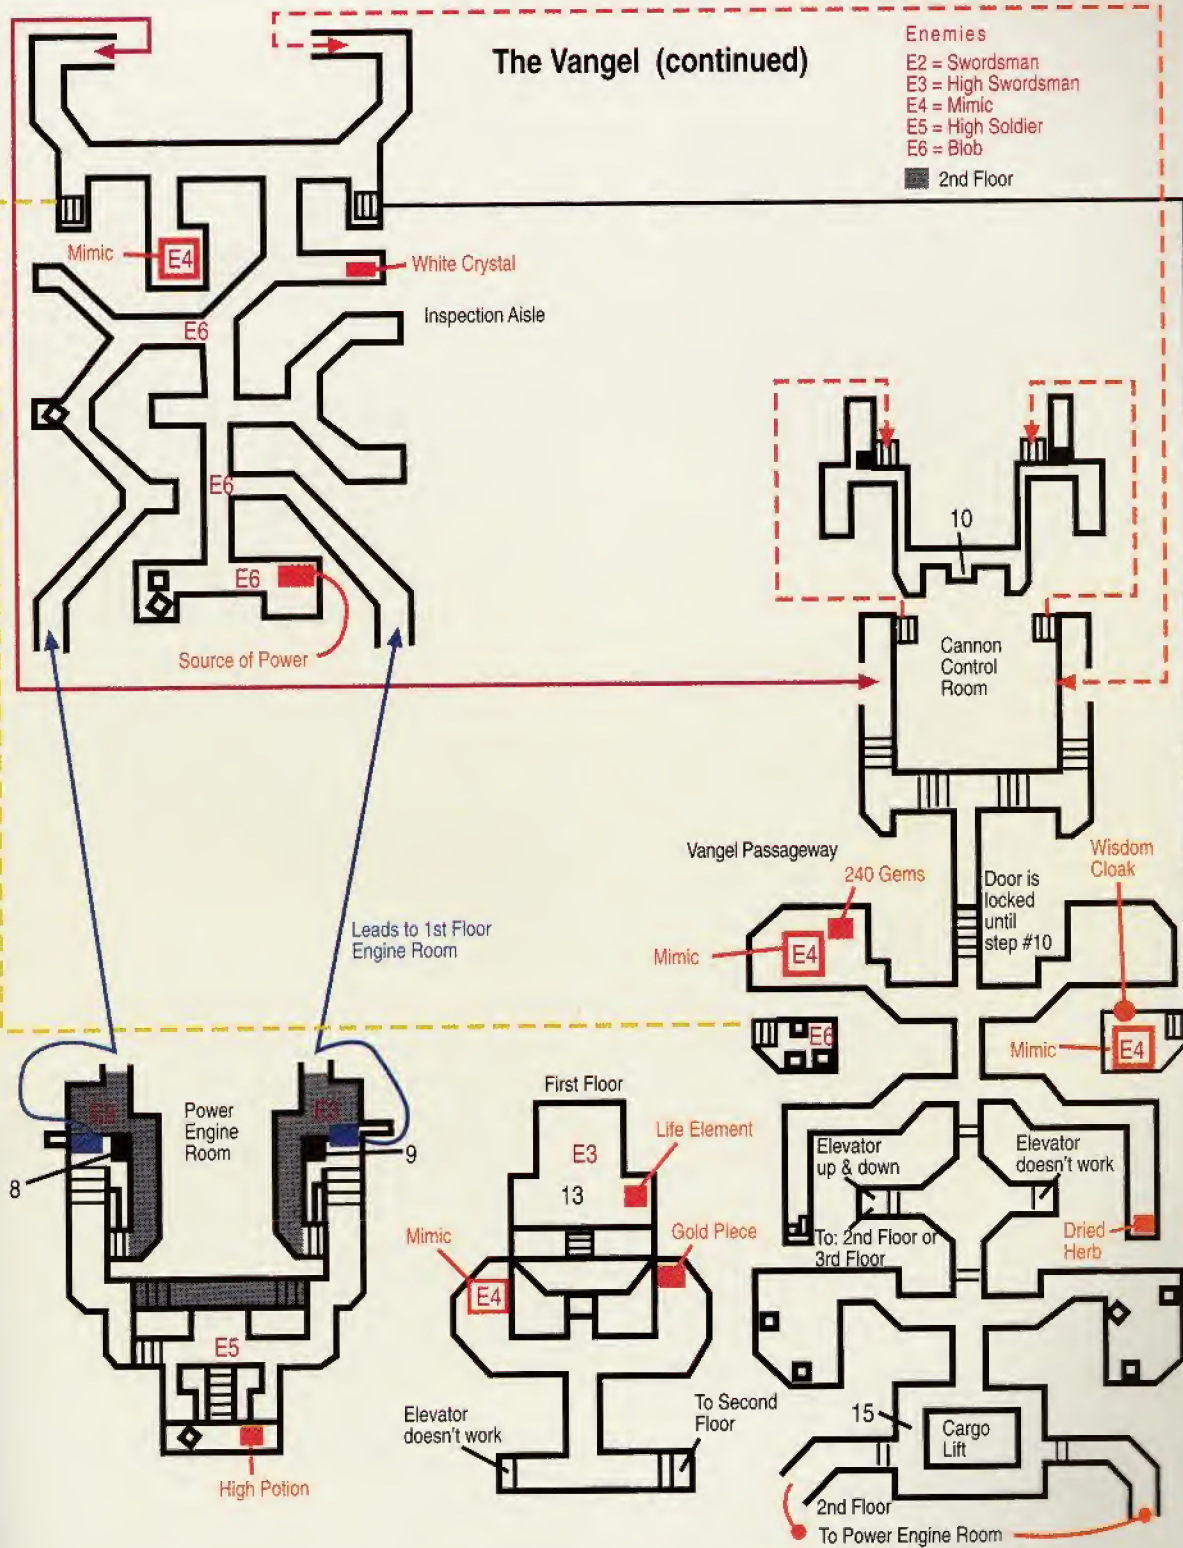 The Vangel (continued)
Enemies
E2 = Swordsman
E3 = High Swordsman
E4 = Mimic
E5 = High Soldier
E6 = Blob
2nd Floor
Mimic
E4
White Crystal
Inspection Aisle
E6
E6
E6
Source of Power
10
Cannon
Control
Room
Vangel Passageway
240 Gems
Wisdom
Cloak
Door is
locked
until
step #10
Mimic
E4
E6
Mimic
E4
Leads to 1st Floor
Engine Room
Power
Engine
Room
8
9
E5
High Potion
First Floor
E3
Life Element
13
Mimic
E4
Gold Piece
Elevator
doesn't work
To Second
Floor
Elevator
up & down
Elevator
doesn't work
To: 2nd Floor or
3rd Floor
Dried
Herb
15
Cargo
Lift
2nd Floor
To Power Engine Room